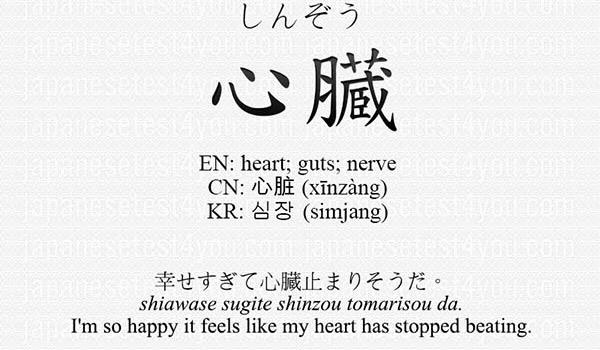 しんぞう
心臓
EN: heart; guts; nerve
CN: 心脏 (xīnzàng)
KR: 심장 (simjang)
幸せすぎて心臓止まりそうだ。
shiawase sugite shinzou tomarisou da.
I'm so happy it feels like my heart has stopped beating.
japanesetest4you.com